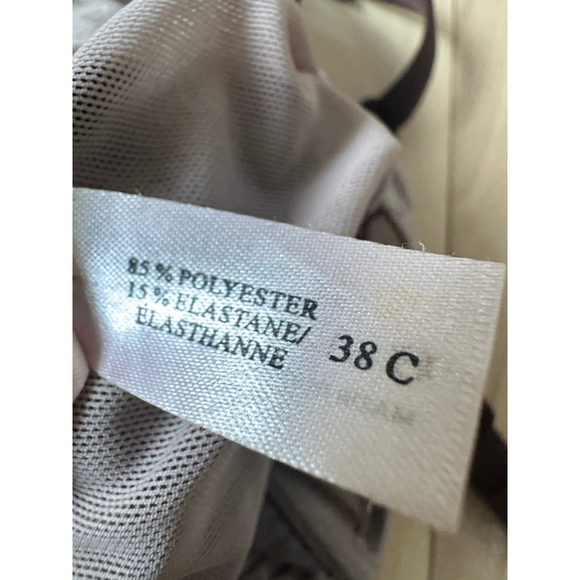 85 % POLYESTER
15 % ELASTANE/
ELASTHANNE
38 C